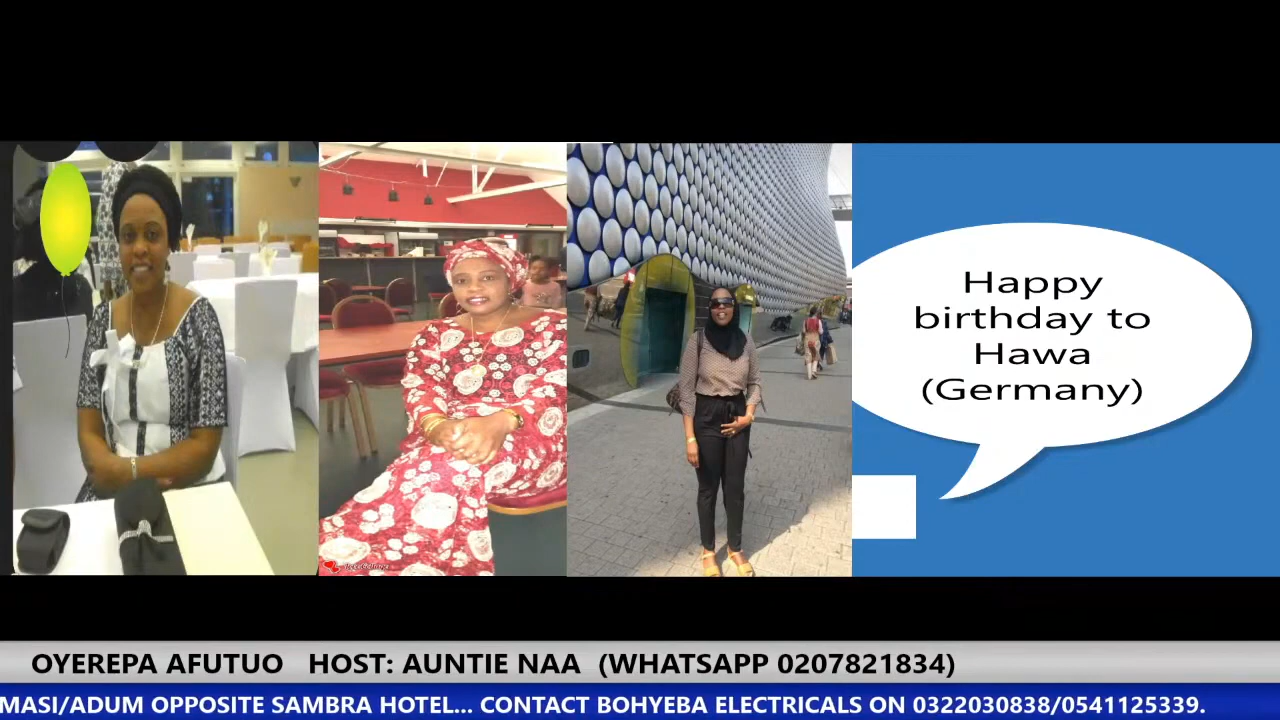 Happy
birthday to
Hawa
(Germany)
OYEREPA AFUTUO HOST: AUNTIE NAA (WHATSAPP 0207821834)
MASI/ADUM OPPOSITE SAMBRA HOTEL... CONTACT BOHYEBA ELECTRICALS ON 0322030838/0541125339.